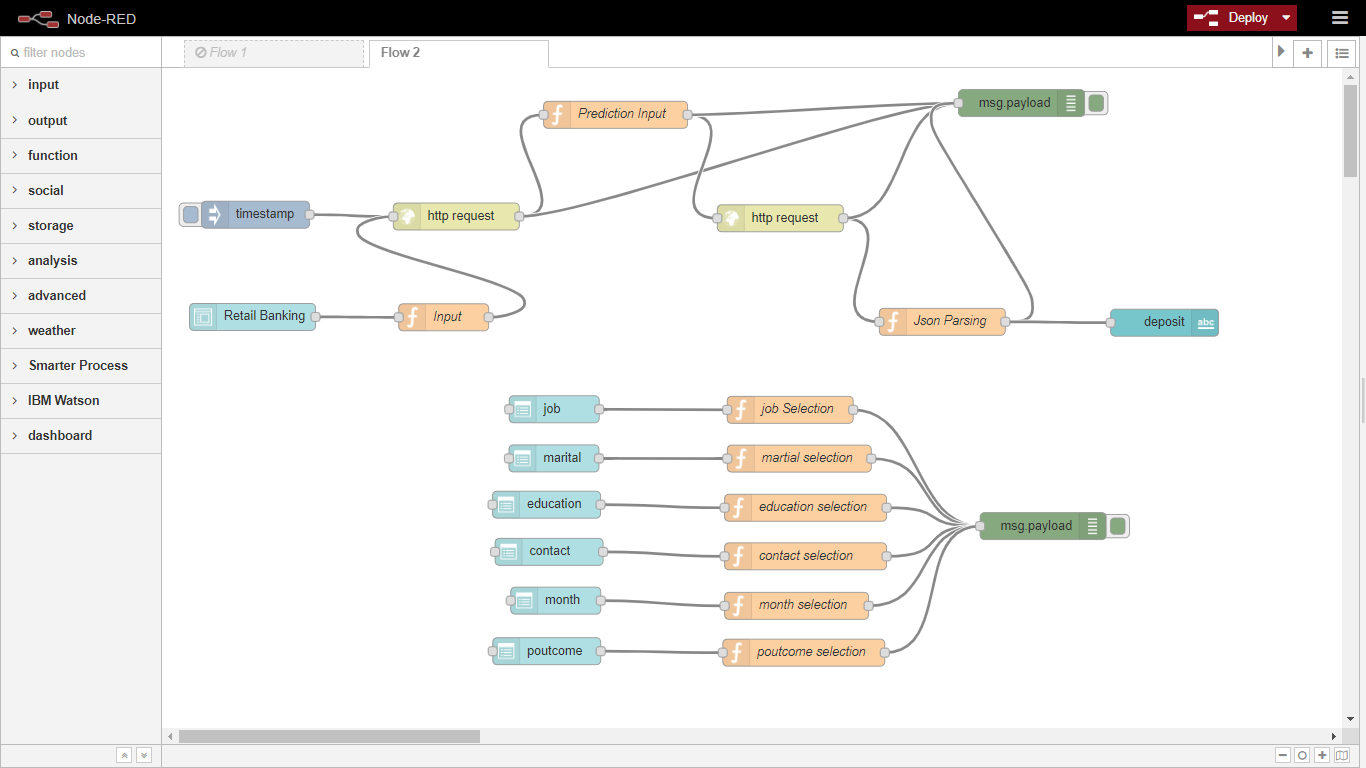 Node-RED
Deploy
filter nodes
Flow 1
Flow 2
input
output
function
social
storage
analysis
advanced
weather
Smarter Process
IBM Watson
dashboard
Prediction Input
msg.payload
timestamp
http request
http request
Retail Banking
Input
Json Parsing
deposit
abc
job
job Selection
marital
martial selection
education
education selection
msg.payload
contact
contact selection
month
month selection
poutcome
poutcome selection